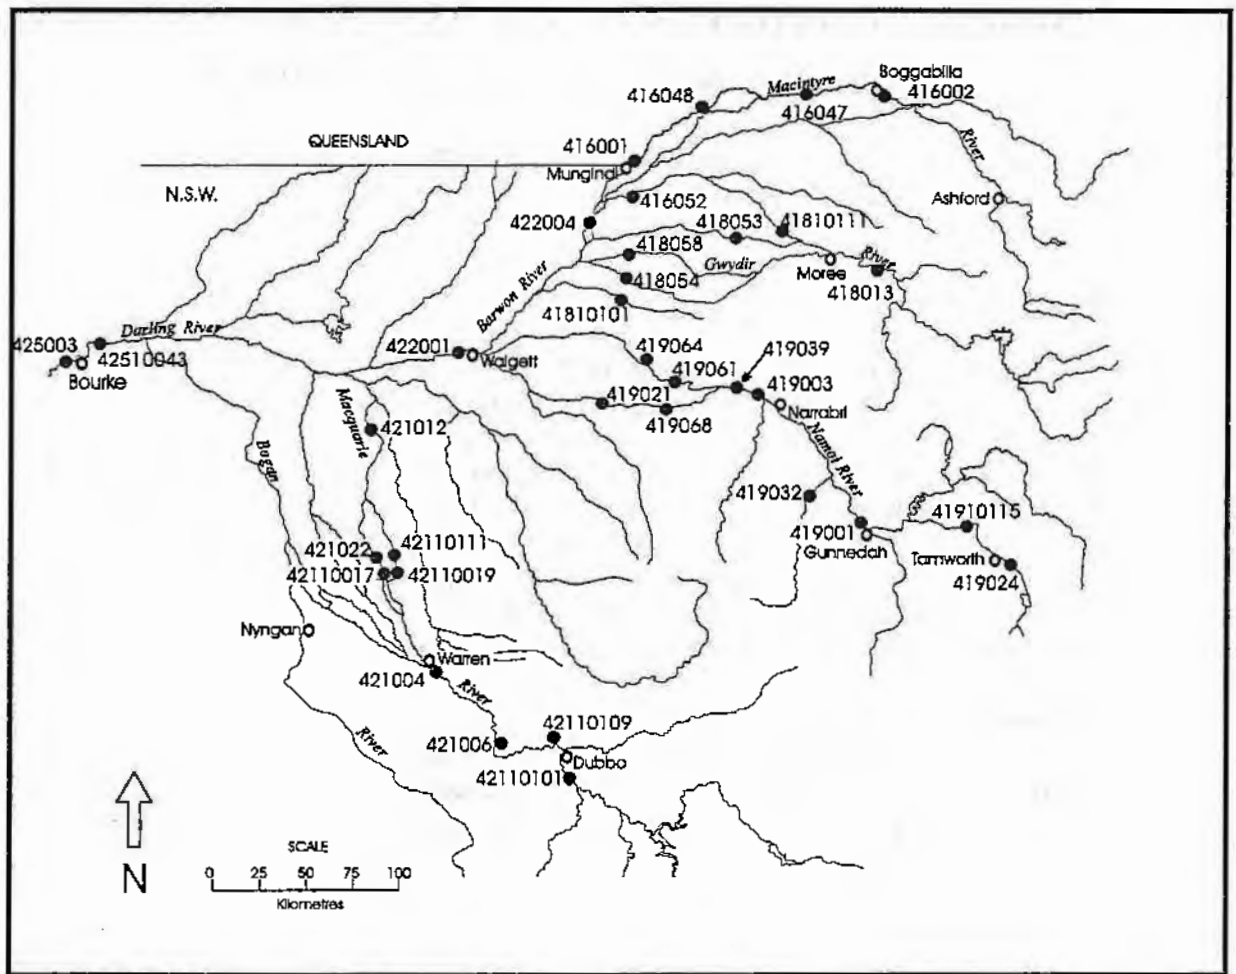 Boggabilla
Macintyre
416002
416048
416047
QUEENSLAND
416001
River
Mungindi
N.S.W.
Ashford
416052
422004
418053
41810111
418058
Gwydir
River
Moree
418054
418013
Barwon River
41810101
Darling River
425003
42510043
Bourke
422001
Walgett
419064
419039
419061
419003
419021
Narrabri
419068
Macquarie
421012
Namoi River
Bogan
419032
41910115
419001
Gunnedah
Tamworth
419024
421022
42110111
42110017
42110019
Nyngan
Warren
421004
River
River
421006
42110109
Dubbo
42110101
N
SCALE
0 25 50 75 100
Kilometres